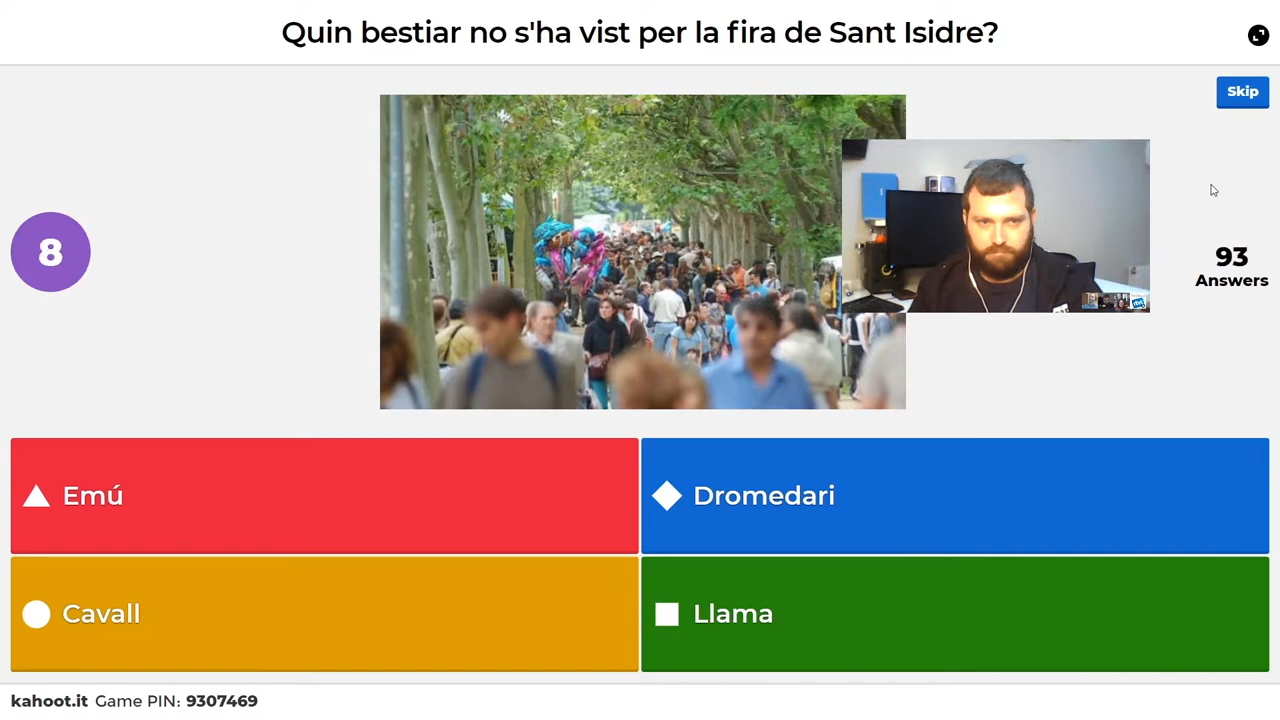 Quin bestiar no s'ha vist per la fira de Sant Isidre?
Skip
8
93
Answers
Emú
Dromedari
Cavall
Llama
kahoot.it Game PIN: 9307469